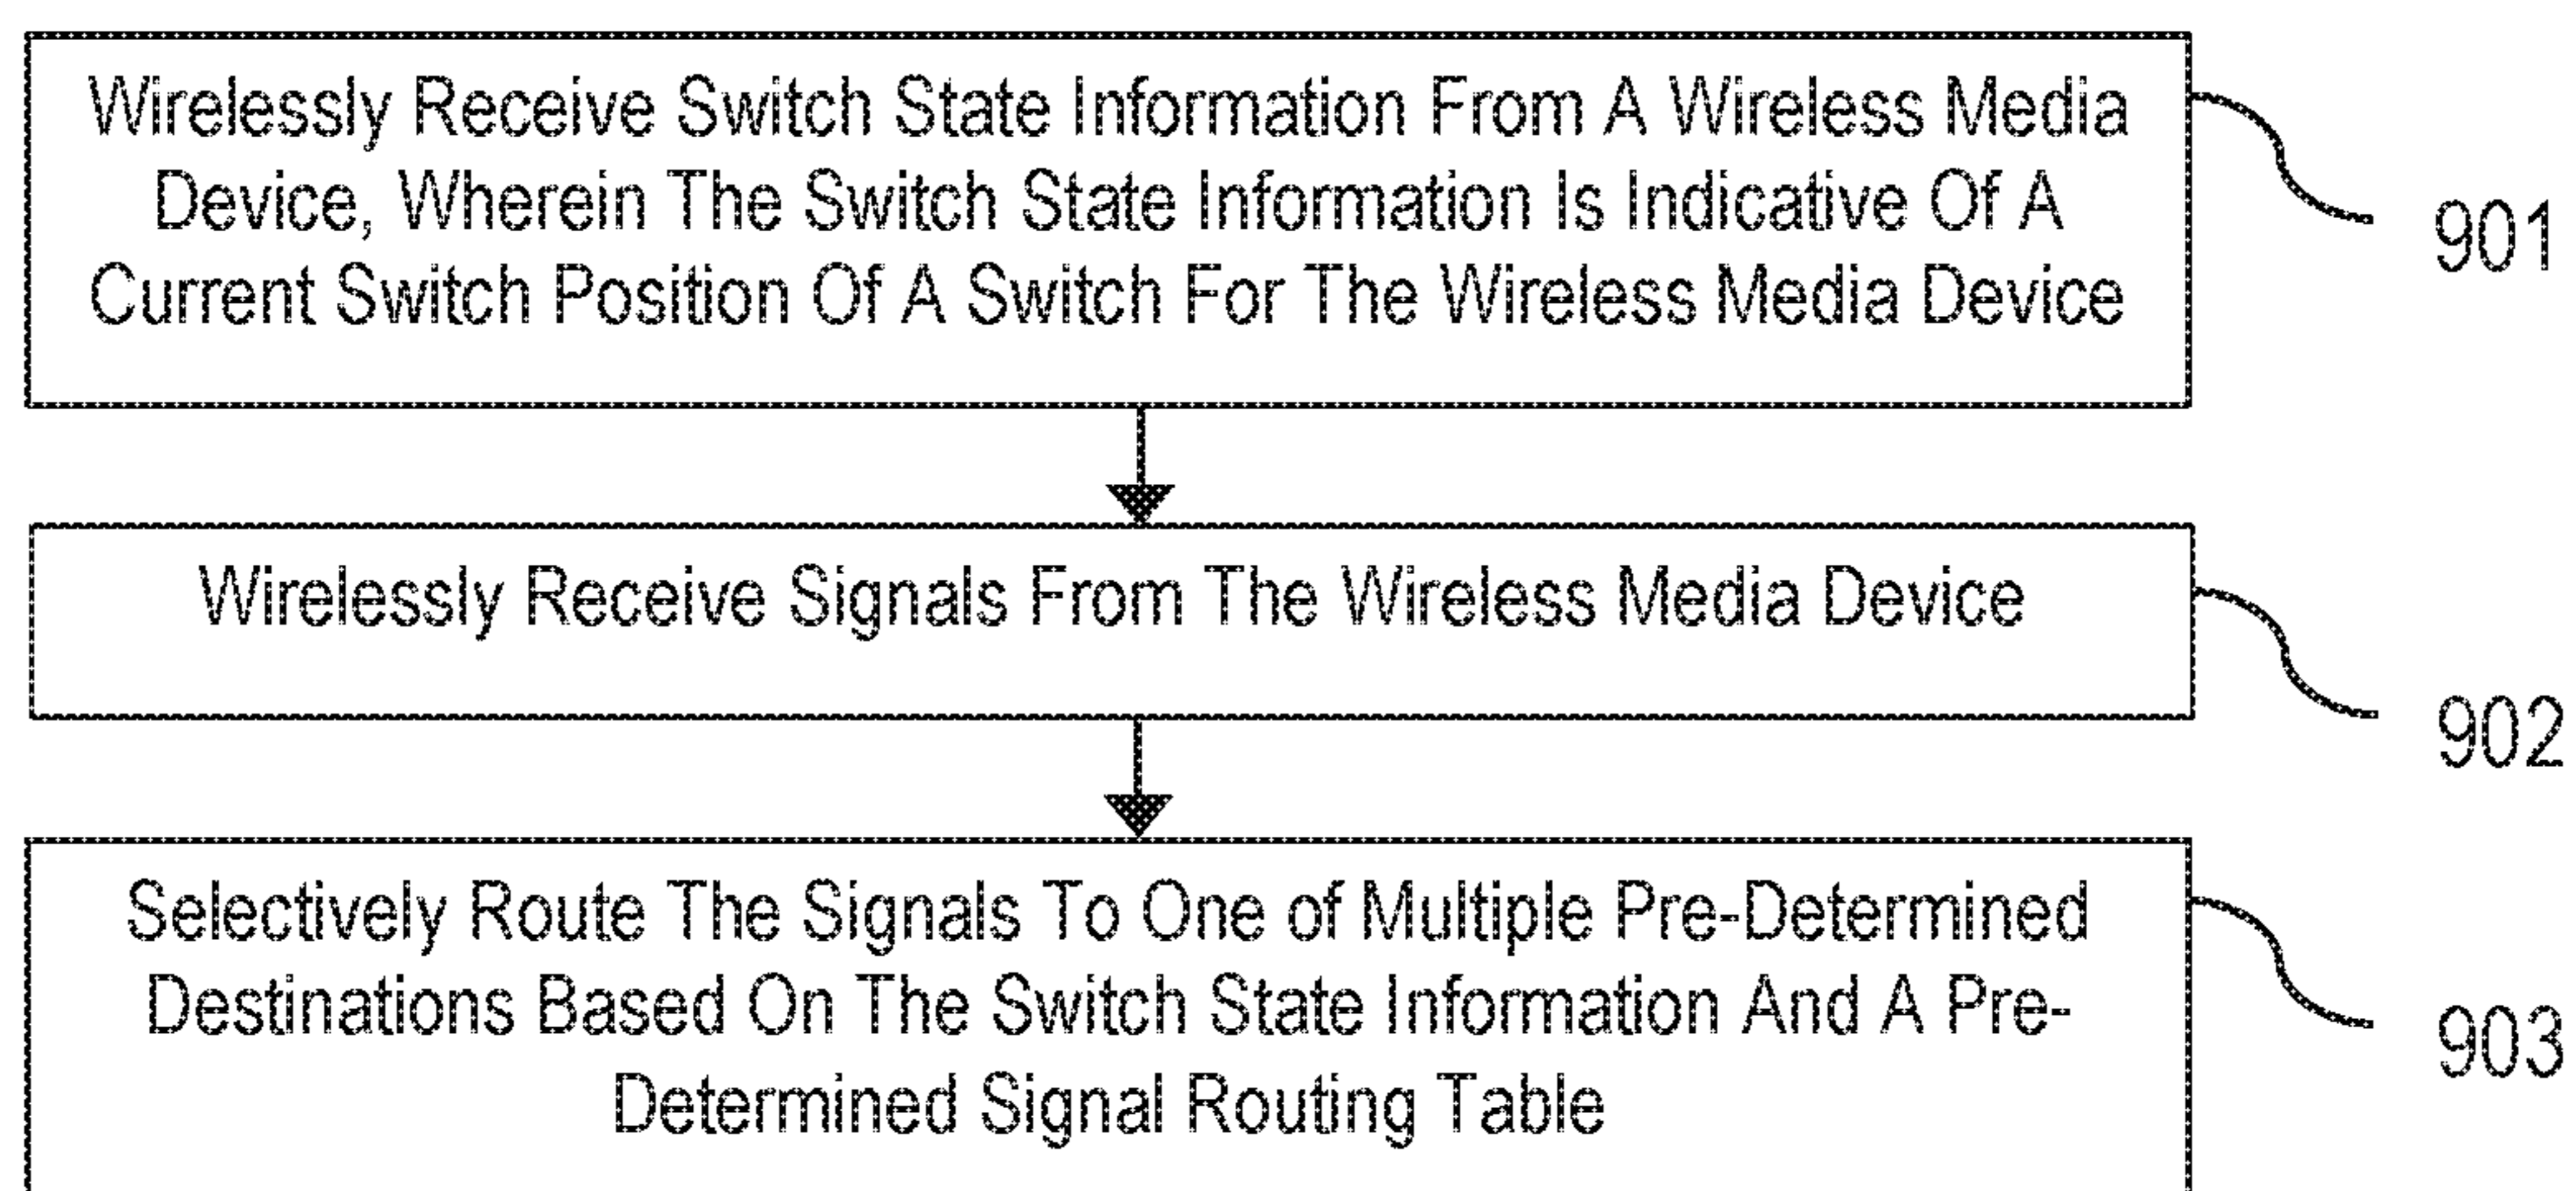 Wirelessly Receive Switch State Information From A Wireless Media
Device, Wherein The Switch State Information Is Indicative Of A
Current Switch Position Of A Switch For The Wireless Media Device
901
Wirelessly Receive Signals From The Wireless Media Device
902
Selectively Route The Signals To One of Multiple Pre-Determined
Destinations Based On The Switch State Information And A Pre-
Determined Signal Routing Table
903